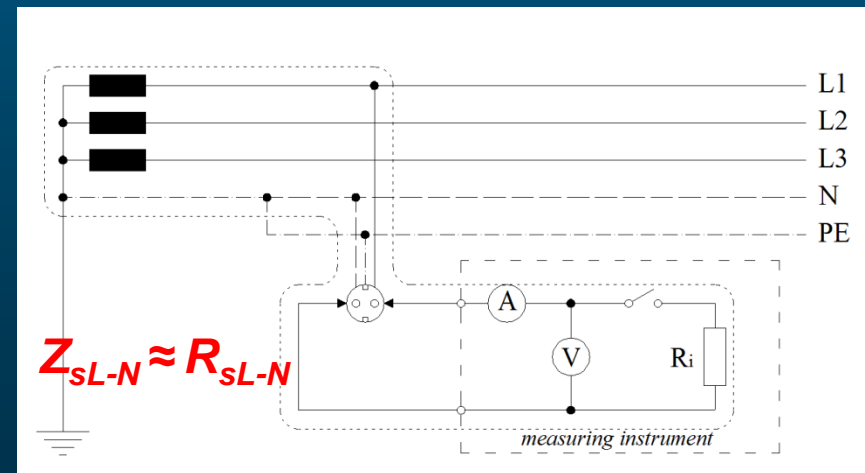 L1
L2
L3
N
PE
A
V
Ri
ZsL-N ≈ RsL-N
measuring instrument